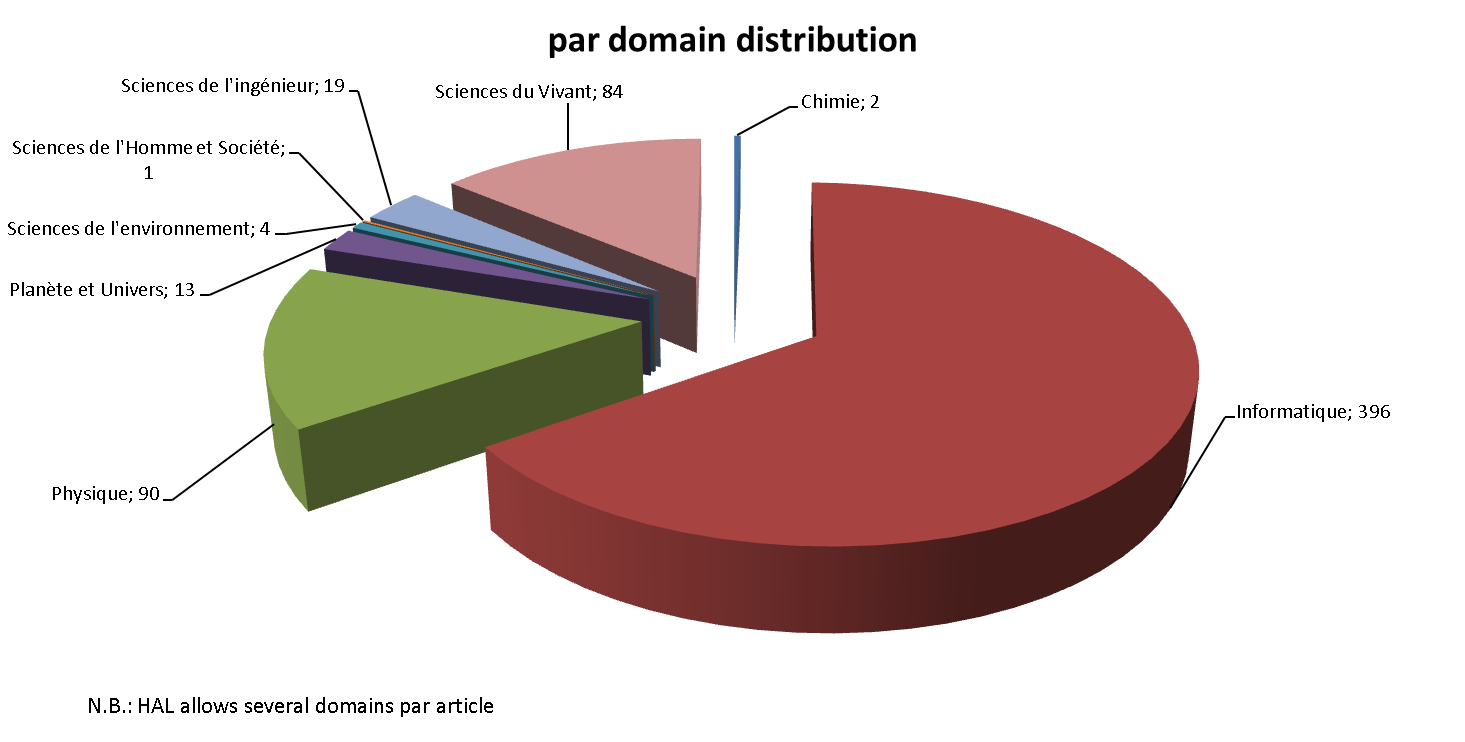 par domain distribution
Sciences de l'ingénieur; 19
Sciences du Vivant; 84
Chimie; 2
Sciences de l'Homme et Société;
1
Sciences de l'environnement; 4
Planète et Univers; 13
Informatique; 396
Physique; 90
N.B.: HAL allows several domains par article